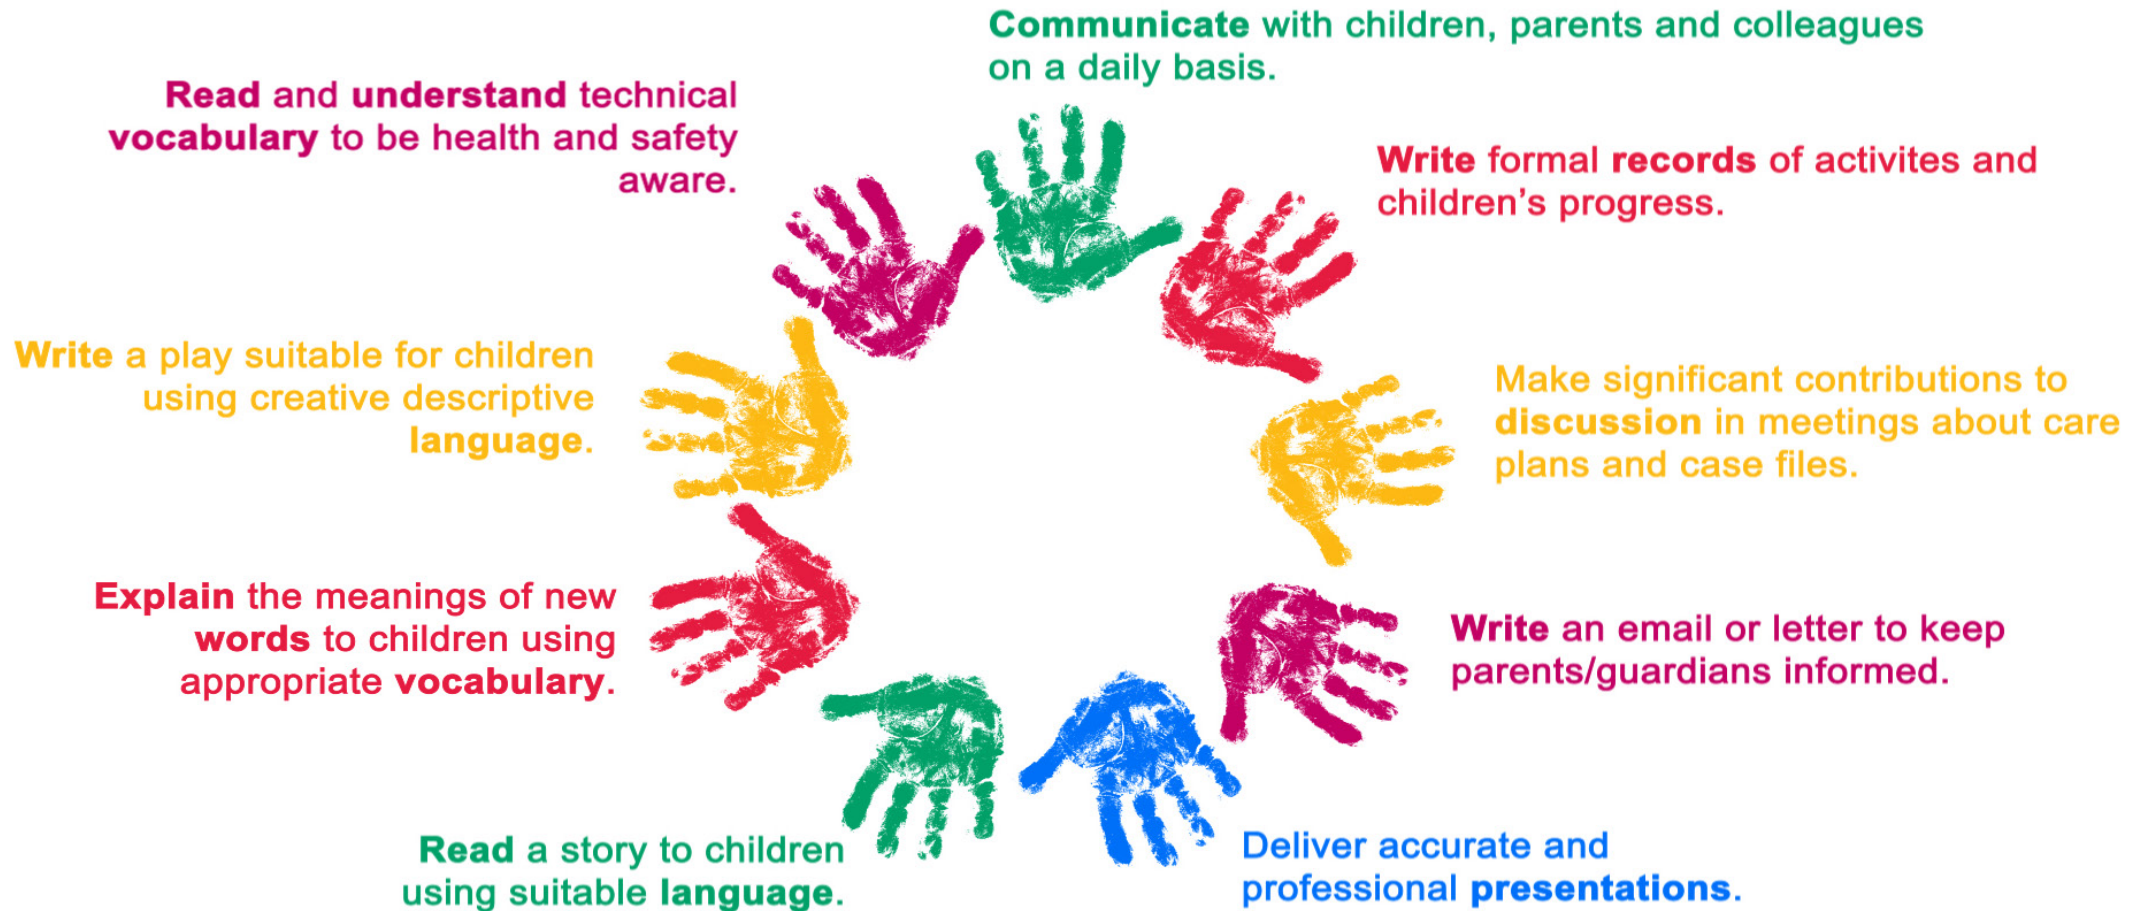 Communicate with children, parents and colleagues
on a daily basis.
Write formal records of activites and
children’s progress.
Make significant contributions to
discussion in meetings about care
plans and case files.
Write an email or letter to keep
parents/guardians informed.
Deliver accurate and
professional presentations.
Read a story to children
using suitable language.
Explain the meanings of new
words to children using
appropriate vocabulary.
Write a play suitable for children
using creative descriptive
language.
Read and understand technical
vocabulary to be health and safety
aware.